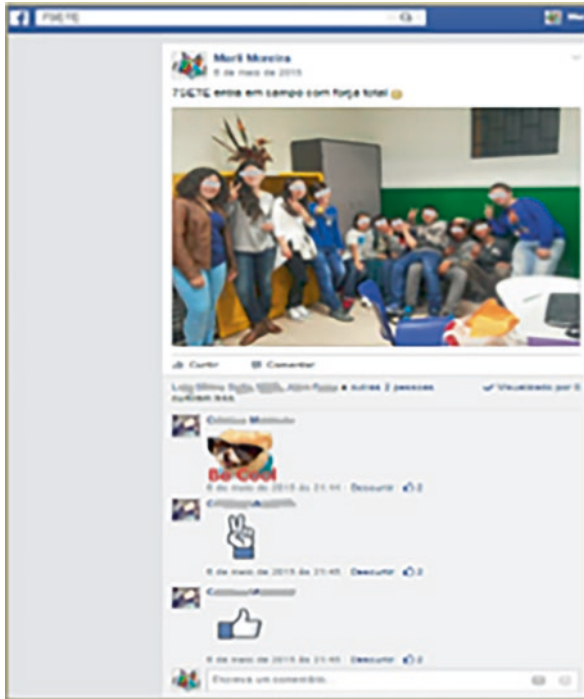 f 7SETE
Marli Moreira
6 de maio de 2015
7SETE entra em campo com força total
Curtir Comentar
e outras 2 pessoas
curtiram isso.
Visualizado por 6
Be Cool
6 de maio de 2015 às 21:44 · Descurtir · 2
6 de maio de 2015 às 21:45 · Descurtir · 2
6 de maio de 2015 às 21:45 · Descurtir · 2
Escreva um comentário...